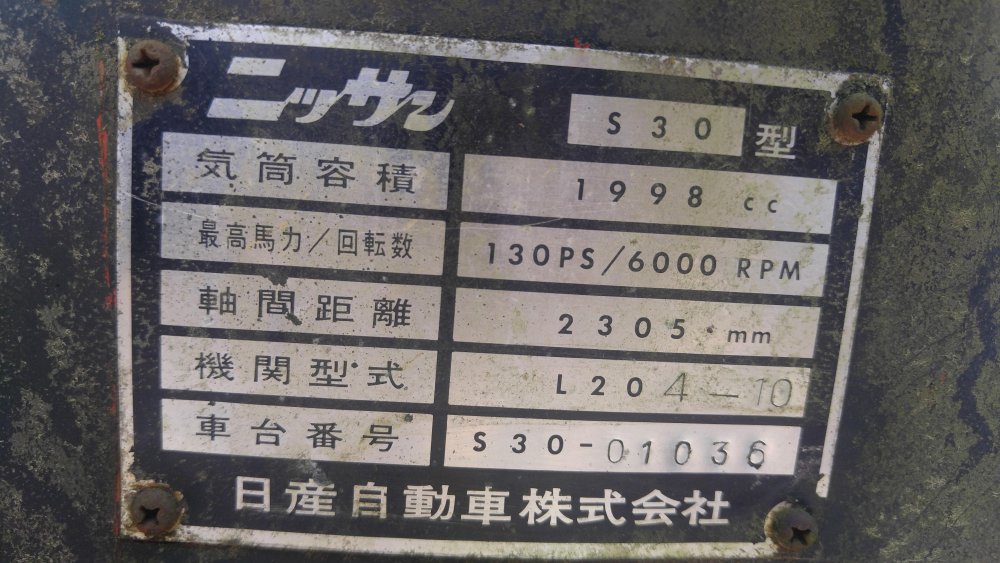 ニッサン S30 型
気筒容積 1998 cc
最高馬力/回転数 130PS/6000 RPM
軸間距離 2305 mm
機関型式 L204-10
車台番号 S30-01036
日産自動車株式会社